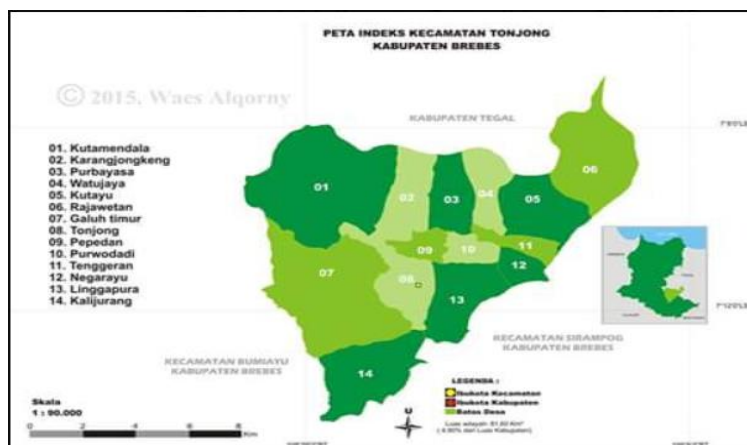 PETA INDEKS KECAMATAN TONJONG
KABUPATEN BREBES
© 2015, Waes Alqorny
KABUPATEN TEGAL
01. Kutamendala
02. Karangjongkeng
03. Purbayasa
04. Watujaya
05. Kutayu
06. Rajawetan
07. Galuh timur
08. Tonjong
09. Pepedan
10. Purwodadi
11. Tenggeran
12. Negarayu
13. Linggapura
14. Kalijurang
01
02
03
04
05
06
07
08
09
10
11
12
13
14
KECAMATAN SIRAMPOG
KABUPATEN BREBES
KECAMATAN BUMIAYU
KABUPATEN BREBES
Skala
1 : 90.000
0 2 4 6 8
Km
U
LEGENDA :
Ibukota Kecamatan
Ibukota Kabupaten
Batas Desa